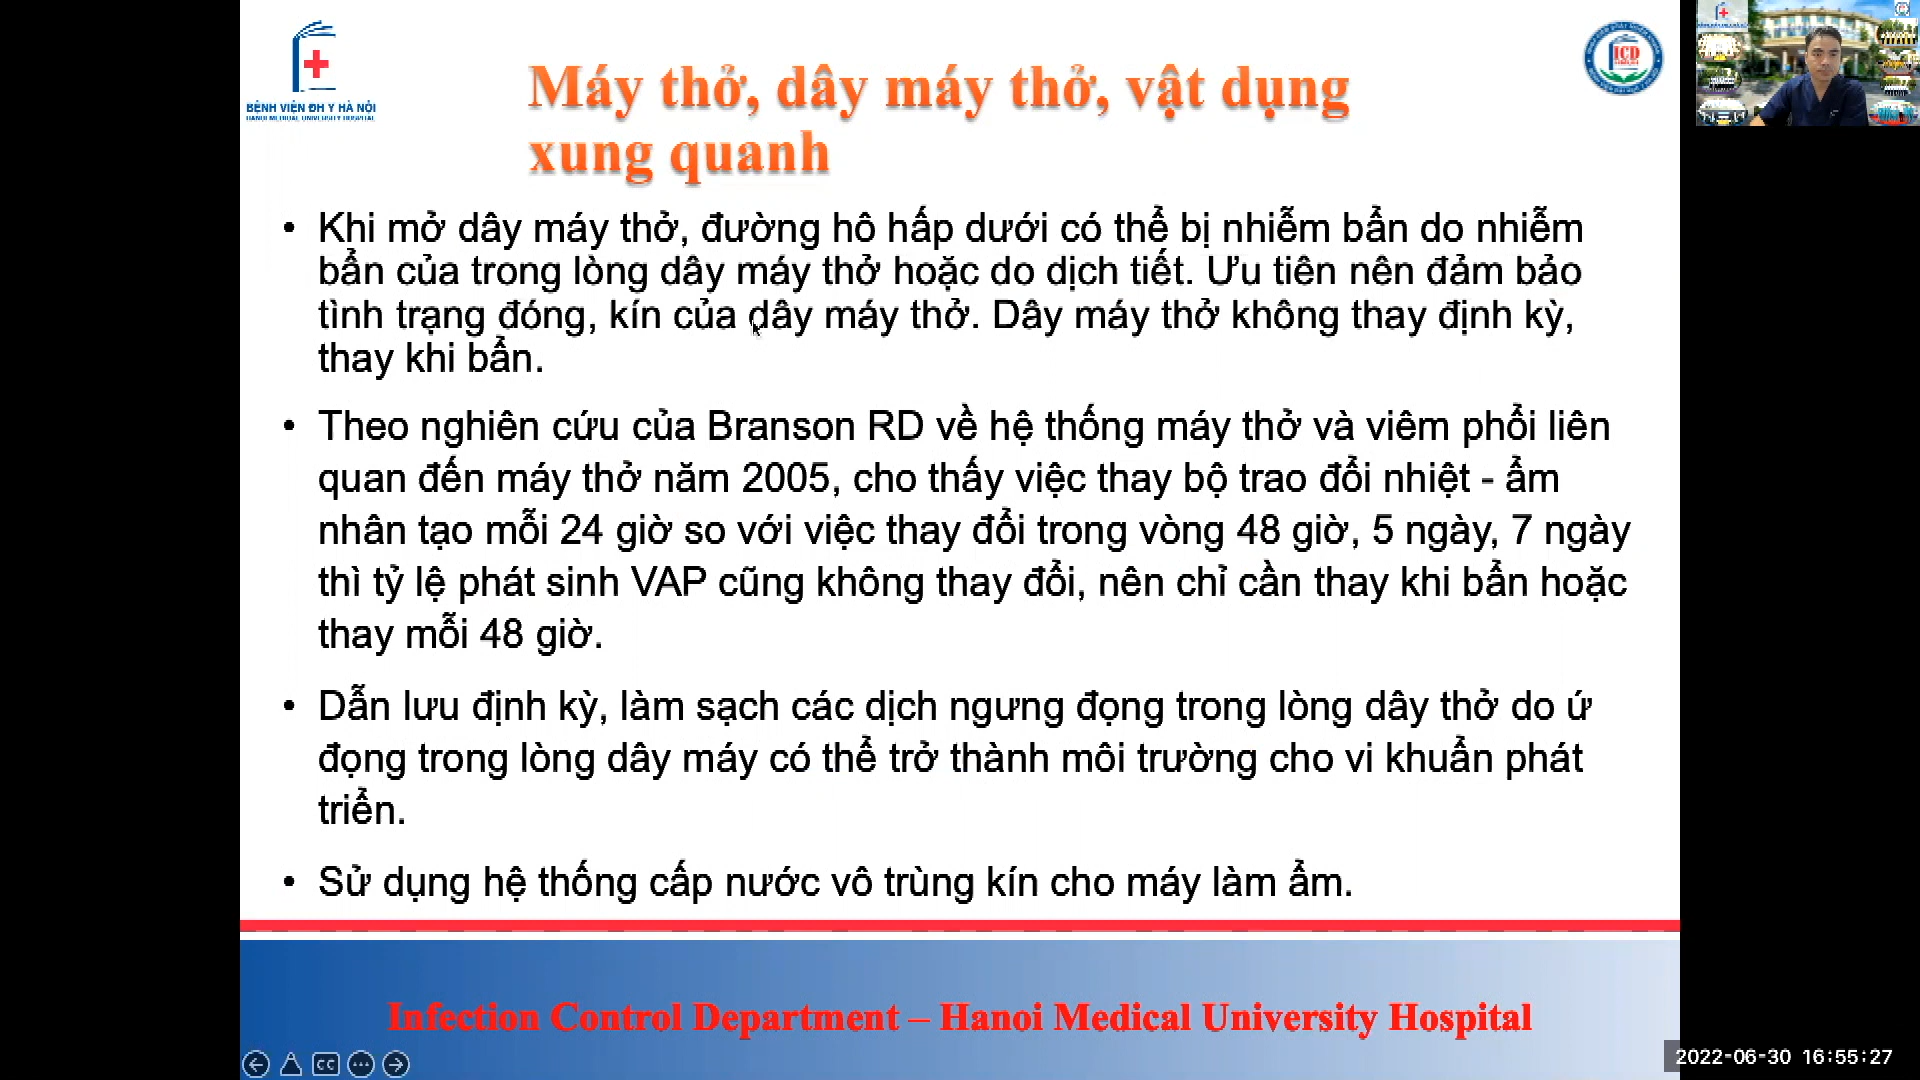 BỆNH VIỆN ĐH Y HÀ NỘI
HANOI MEDICAL UNIVERSITY HOSPITAL
ICD
Máy thở, dây máy thở, vật dụng
xung quanh
• Khi mở dây máy thở, đường hô hấp dưới có thể bị nhiễm bẩn do nhiễm
bẩn của trong lòng dây máy thở hoặc do dịch tiết. Ưu tiên nên đảm bảo
tình trạng đóng, kín của dây máy thở. Dây máy thở không thay định kỳ,
thay khi bẩn.
• Theo nghiên cứu của Branson RD về hệ thống máy thở và viêm phổi liên
quan đến máy thở năm 2005, cho thấy việc thay bộ trao đổi nhiệt - ẩm
nhân tạo mỗi 24 giờ so với việc thay đổi trong vòng 48 giờ, 5 ngày, 7 ngày
thì tỷ lệ phát sinh VAP cũng không thay đổi, nên chỉ cần thay khi bẩn hoặc
thay mỗi 48 giờ.
• Dẫn lưu định kỳ, làm sạch các dịch ngưng đọng trong lòng dây thở do ứ
đọng trong lòng dây máy có thể trở thành môi trường cho vi khuẩn phát
triển.
• Sử dụng hệ thống cấp nước vô trùng kín cho máy làm ẩm.
Infection Control Department – Hanoi Medical University Hospital
CC
2022-06-30 16:55:27